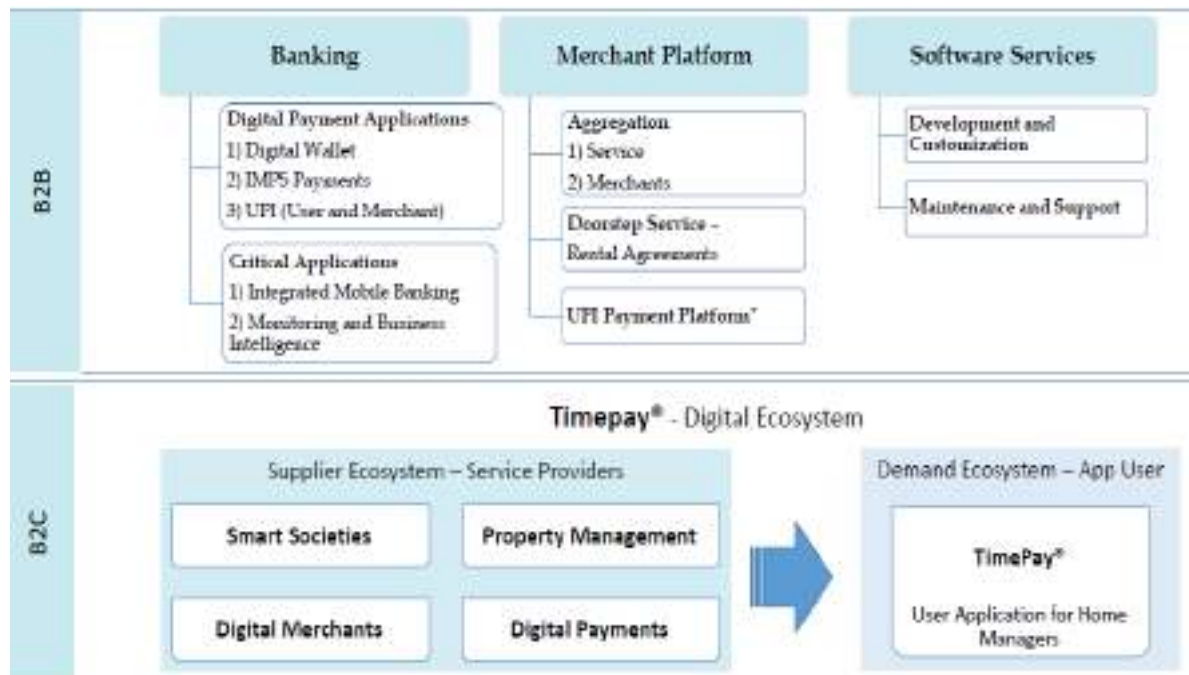 B2B
Banking
Digital Payment Applications
1) Digital Wallet
2) IMPS Payments
3) UPI (User and Merchant)
Critical Applications
1) Integrated Mobile Banking
2) Monitoring and Business
Intelligence
Merchant Platform
Aggregation
1) Service
2) Merchants
Doorstep Service –
Rental Agreements
UPI Payment Platform*
Software Services
Development and
Customization
Maintenance and Support
B2C
Timepay® - Digital Ecosystem
Supplier Ecosystem – Service Providers
Smart Societies
Property Management
Digital Merchants
Digital Payments
Demand Ecosystem – App User
TimePay®
User Application for Home
Managers